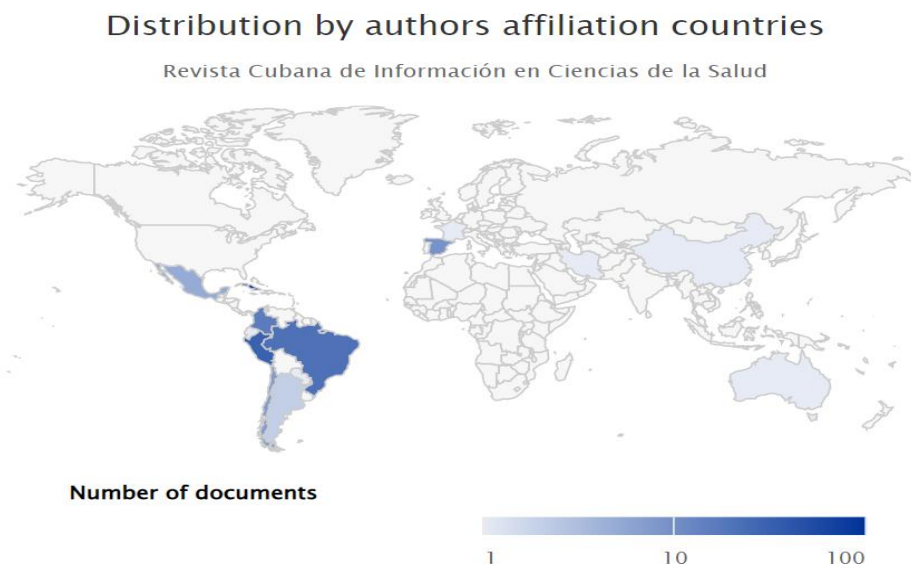 Distribution by authors affiliation countries
Revista Cubana de Información en Ciencias de la Salud
Number of documents
1 10 100